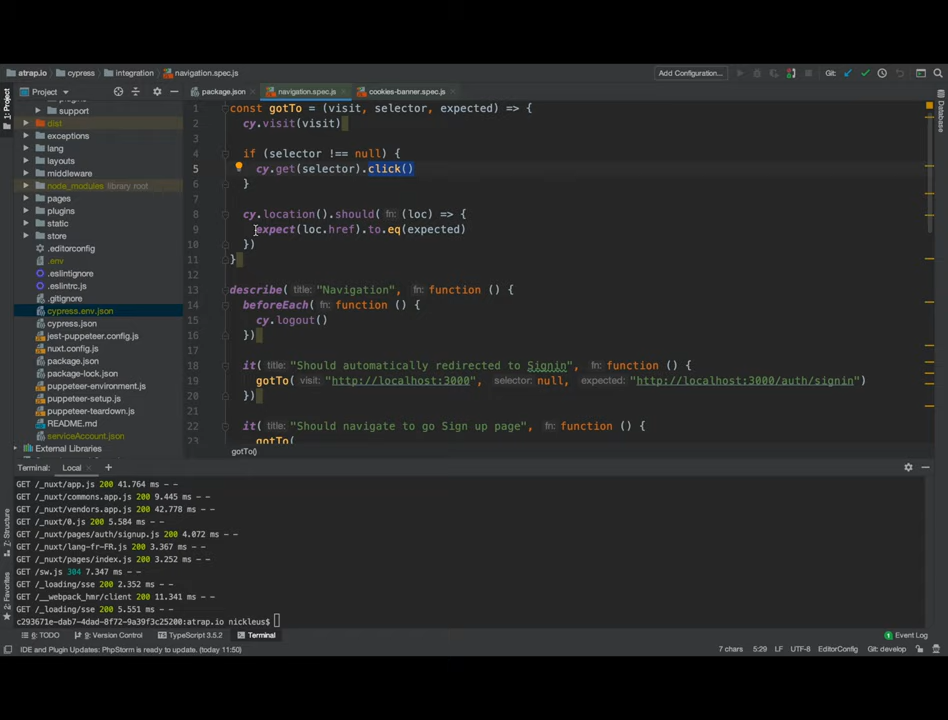 atrap.io cypress integration navigation.spec.js Add Configuration... Git:
1: Project
Project package.json navigation.spec.js cookies-banner.spec.js
support
dist
exceptions
lang
layouts
middleware
node_modules library root
pages
plugins
static
store
.editorconfig
.env
.eslintignore
.eslintrc.js
.gitignore
cypress.env.json
cypress.json
jest-puppeteer.config.js
nuxt.config.js
package.json
package-lock.json
puppeteer-environment.js
puppeteer-setup.js
puppeteer-teardown.js
README.md
serviceAccount.json
External Libraries
1 const gotTo = (visit, selector, expected) => {
2 cy.visit(visit)
3
4 if (selector !== null) {
5 cy.get(selector).click()
6 }
7
8 cy.location().should( fn: (loc) => {
9 expect(loc.href).to.eq(expected)
10 })
11 }
12
13 describe( title: "Navigation", fn: function () {
14 beforeEach( fn: function () {
15 cy.logout()
16 })
17
18 it( title: "Should automatically redirected to Signin", fn: function () {
19 gotTo( visit: "http://localhost:3000", selector: null, expected: "http://localhost:3000/auth/signin")
20 })
21
22 it( title: "Should navigate to go Sign up page", fn: function () {
23 gotTo(
gotTo()
Database
Terminal: Local +
GET /_nuxt/app.js 200 41.764 ms - -
GET /_nuxt/commons.app.js 200 9.445 ms - -
GET /_nuxt/vendors.app.js 200 42.778 ms - -
GET /_nuxt/0.js 200 5.584 ms - -
GET /_nuxt/pages/auth/signup.js 200 4.072 ms - -
GET /_nuxt/lang-fr-FR.js 200 3.367 ms - -
GET /_nuxt/pages/index.js 200 3.252 ms - -
GET /sw.js 304 7.347 ms - -
GET /_loading/sse 200 2.352 ms - -
GET /__webpack_hmr/client 200 11.341 ms - -
GET /_loading/sse 200 5.551 ms - -
c293671e-dab7-4dad-8f72-9a39f3c25200:atrap.io nickleus$
7: Structure
2: Favorites
6: TODO 9: Version Control TypeScript 3.5.2 Terminal 1 Event Log
IDE and Plugin Updates: PhpStorm is ready to update. (today 11:50) 7 chars 5:29 LF UTF-8 EditorConfig Git: develop